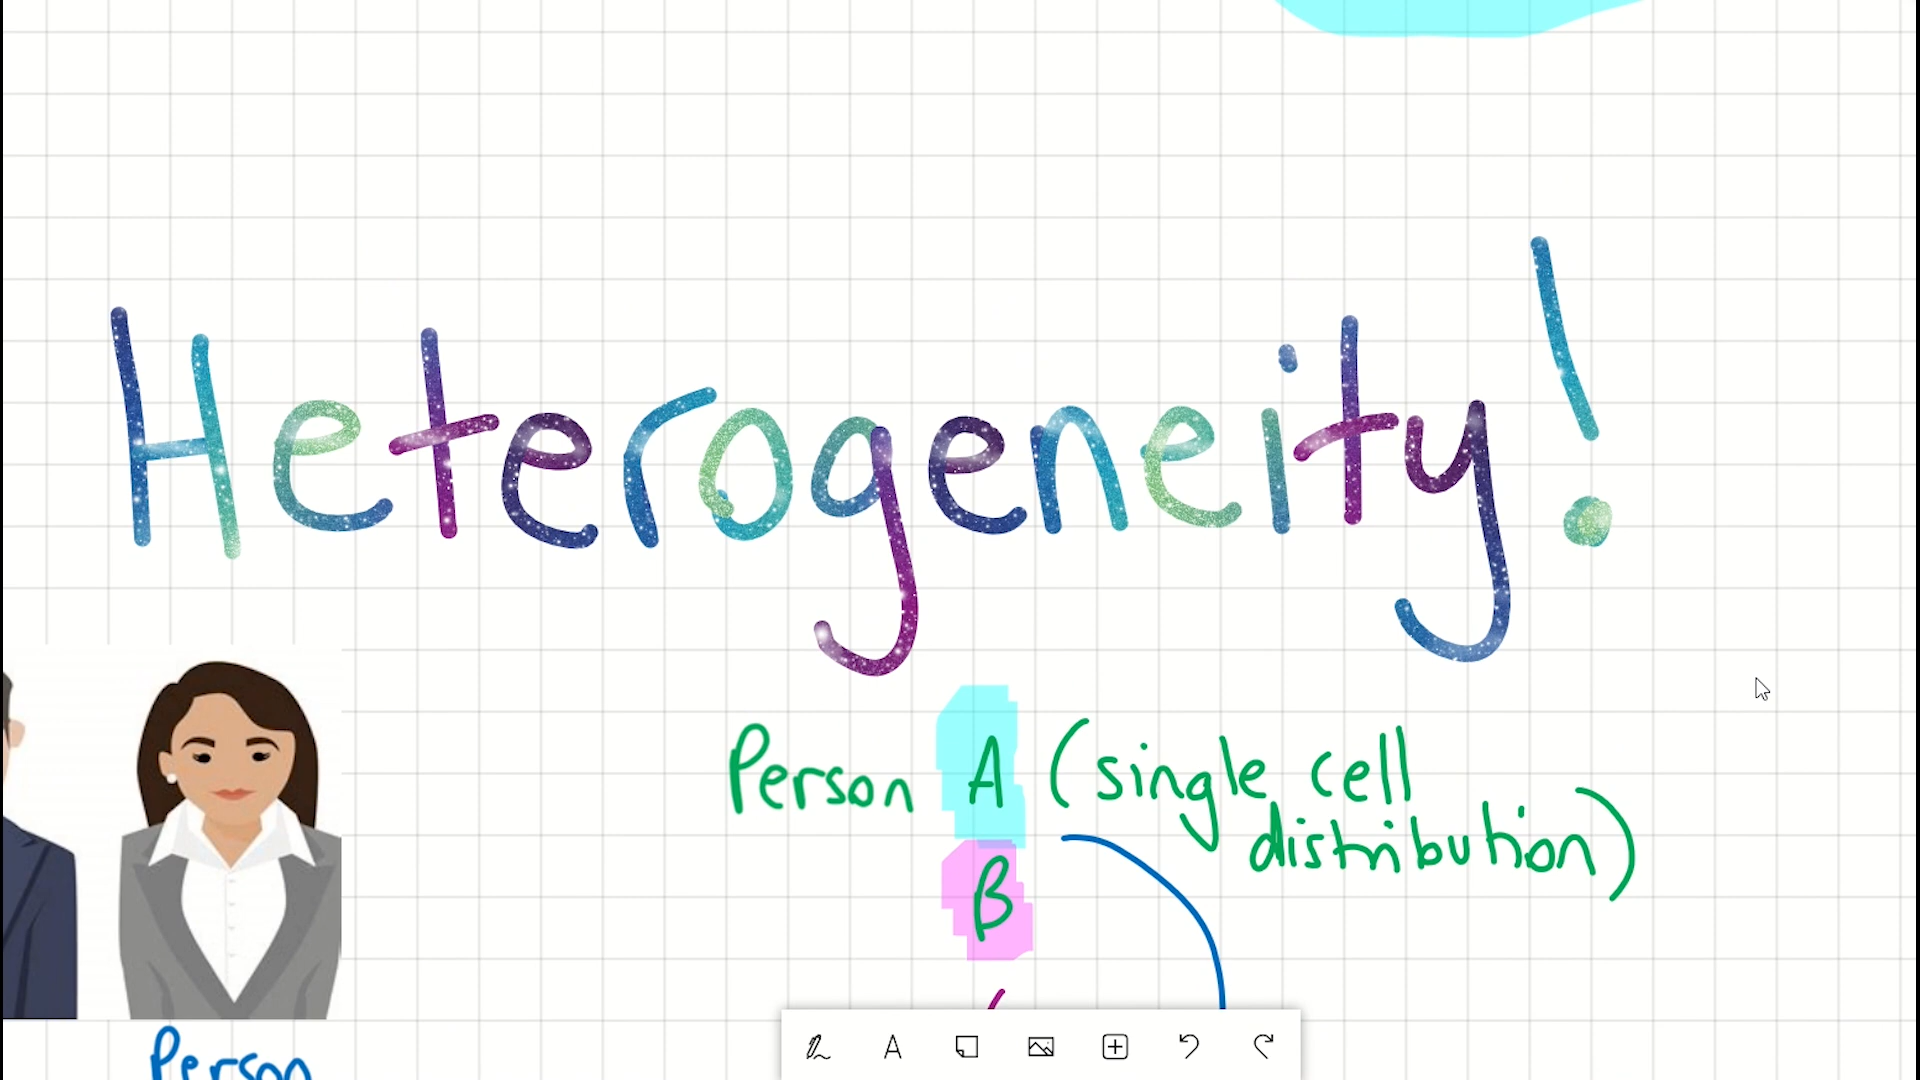 Heterogeneity!
Person A (single cell
distribution)
B
Person